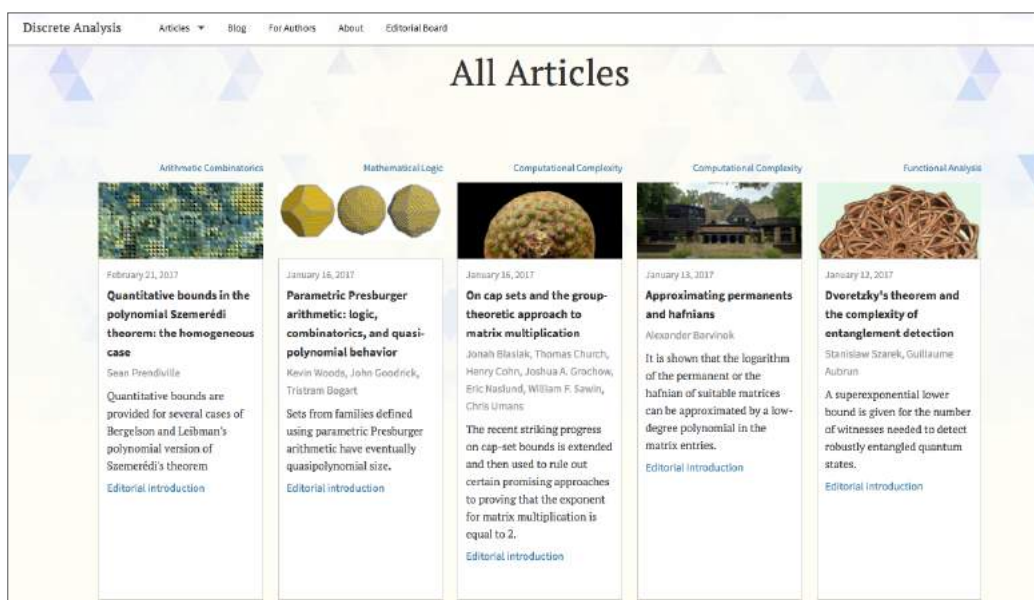 Discrete Analysis
Articles
Blog
For Authors
About
Editorial Board
All Articles
Arithmetic Combinatorics
February 21, 2017
Quantitative bounds in the
polynomial Szemerédi
theorem: the homogeneous
case
Sean Prendiville
Quantitative bounds are
provided for several cases of
Bergelson and Leibman's
polynomial version of
Szemerédi's theorem
Editorial introduction
Mathematical Logic
January 16, 2017
Parametric Presburger
arithmetic: logic,
combinatorics, and quasi-
polynomial behavior
Kevin Woods, John Goodrick,
Tristram Bogart
Sets from families defined
using parametric Presburger
arithmetic have eventually
quasipolynomial size.
Editorial introduction
Computational Complexity
January 16, 2017
On cap sets and the group-
theoretic approach to
matrix multiplication
Jonah Blasiak, Thomas Church,
Henry Cohn, Joshua A. Grochow,
Eric Naslund, William F. Sawin,
Chris Umans
The recent striking progress
on cap-set bounds is extended
and then used to rule out
certain promising approaches
to proving that the exponent
for matrix multiplication is
equal to 2.
Editorial introduction
Computational Complexity
January 13, 2017
Approximating permanents
and hafnians
Alexander Barvinok
It is shown that the logarithm
of the permanent or the
hafnian of suitable matrices
can be approximated by a low-
degree polynomial in the
matrix entries.
Editorial introduction
Functional Analysis
January 12, 2017
Dvoretzky's theorem and
the complexity of
entanglement detection
Stanislaw Szarek, Guillaume
Aubrun
A superexponential lower
bound is given for the number
of witnesses needed to detect
robustly entangled quantum
states.
Editorial introduction